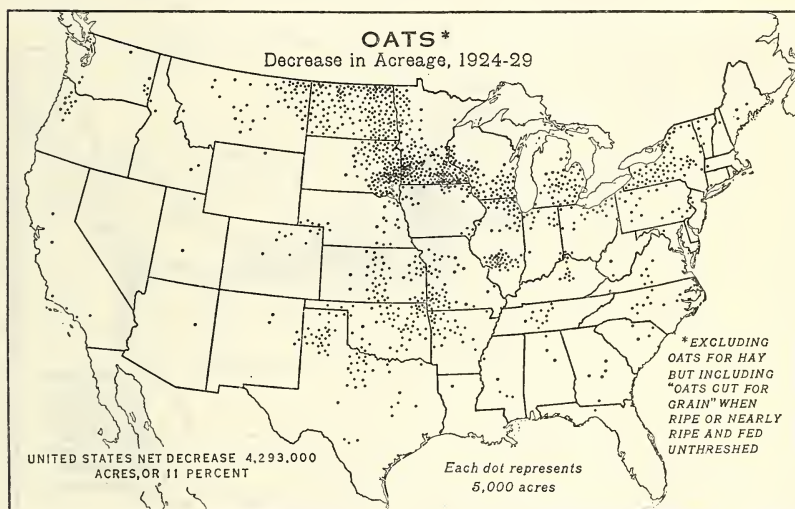 OATS*
Decrease in Acreage, 1924-29
*EXCLUDING
OATS FOR HAY
BUT INCLUDING
"OATS CUT FOR
GRAIN" WHEN
RIPE OR NEARLY
RIPE AND FED
UNTHRESHED
UNITED STATES NET DECREASE 4,293,000
ACRES, OR 11 PERCENT
Each dot represents
5,000 acres